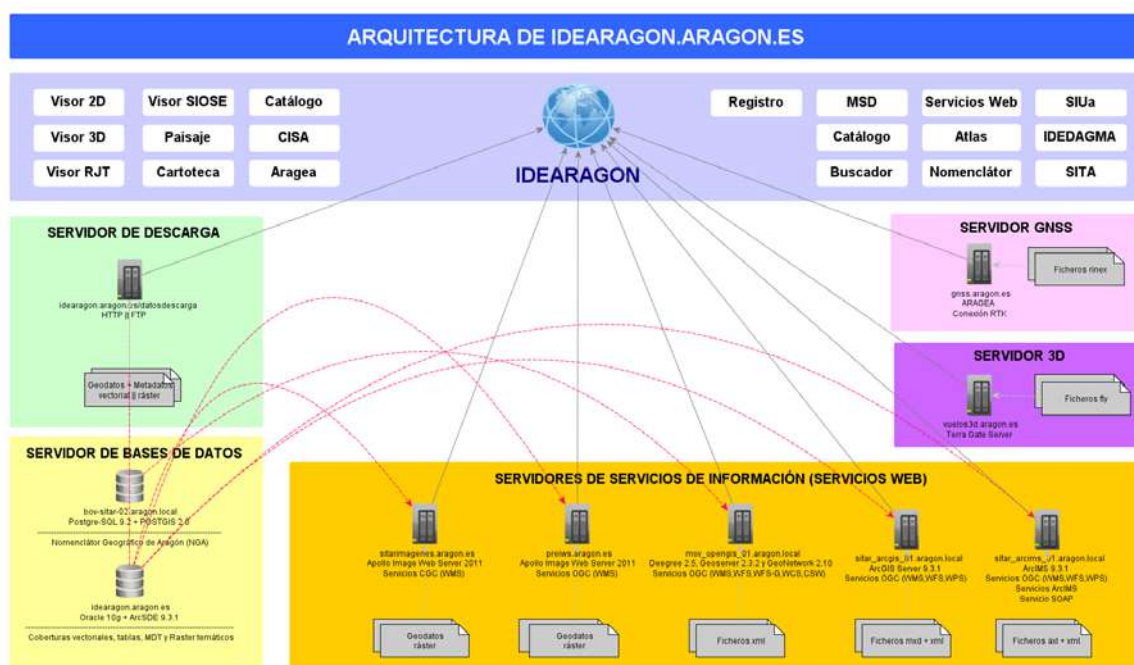 ARQUITECTURA DE IDEARAGON.ARAGON.ES
Visor 2D
Visor SIOSE
Catálogo
Visor 3D
Paisaje
CISA
Visor RJT
Cartoteca
Aragea
IDEARAGON
Registro
MSD
Servicios Web
SIUa
Catálogo
Atlas
IDEDAGMA
Buscador
Nomenclátor
SITA
SERVIDOR DE DESCARGA
idearagon.aragon.es/datosdescarga
HTTP || FTP
Geodatos + Metadatos
vectorial || ráster
SERVIDOR DE BASES DE DATOS
bov-sitar-02.aragon.local
Postgre-SQL 9.2 + POSTGIS 2.0
Nomenclátor Geográfico de Aragón (NGA)
idearagon.aragon.es
Oracle 10g + ArcSDE 9.3.1
Coberturas vectoriales, tablas, MDT y Raster temáticos
SERVIDOR GNSS
gnss.aragon.es
ARAGEA
Conexión RTK
Ficheros rinex
SERVIDOR 3D
vuelos3d.aragon.es
Terra Gate Server
Ficheros fly
SERVIDORES DE SERVICIOS DE INFORMACIÓN (SERVICIOS WEB)
sitarimagenes.aragon.es
Apollo Image Web Server 2011
Servicios OGC (WMS)
Geodatos
ráster
preiws.aragon.es
Apollo Image Web Server 2011
Servicios OGC (WMS)
Geodatos
ráster
mov_opengis_01.aragon.local
Deegree 2.5, Geoserver 2.3.2 y GeoNetwork 2.10
Servicios OGC (WMS,WFS,WFS-G,WCS,CSW)
Ficheros xml
sitar_arcgis_01.aragon.local
ArcGIS Server 9.3.1
Servicios OGC (WMS,WFS,WPS)
Ficheros mxd + xml
sitar_arcims_01.aragon.local
ArcIMS 9.3.1
Servicios OGC (WMS,WFS,WPS)
Servicios ArcIMS
Servicio SOAP
Ficheros axl + xml